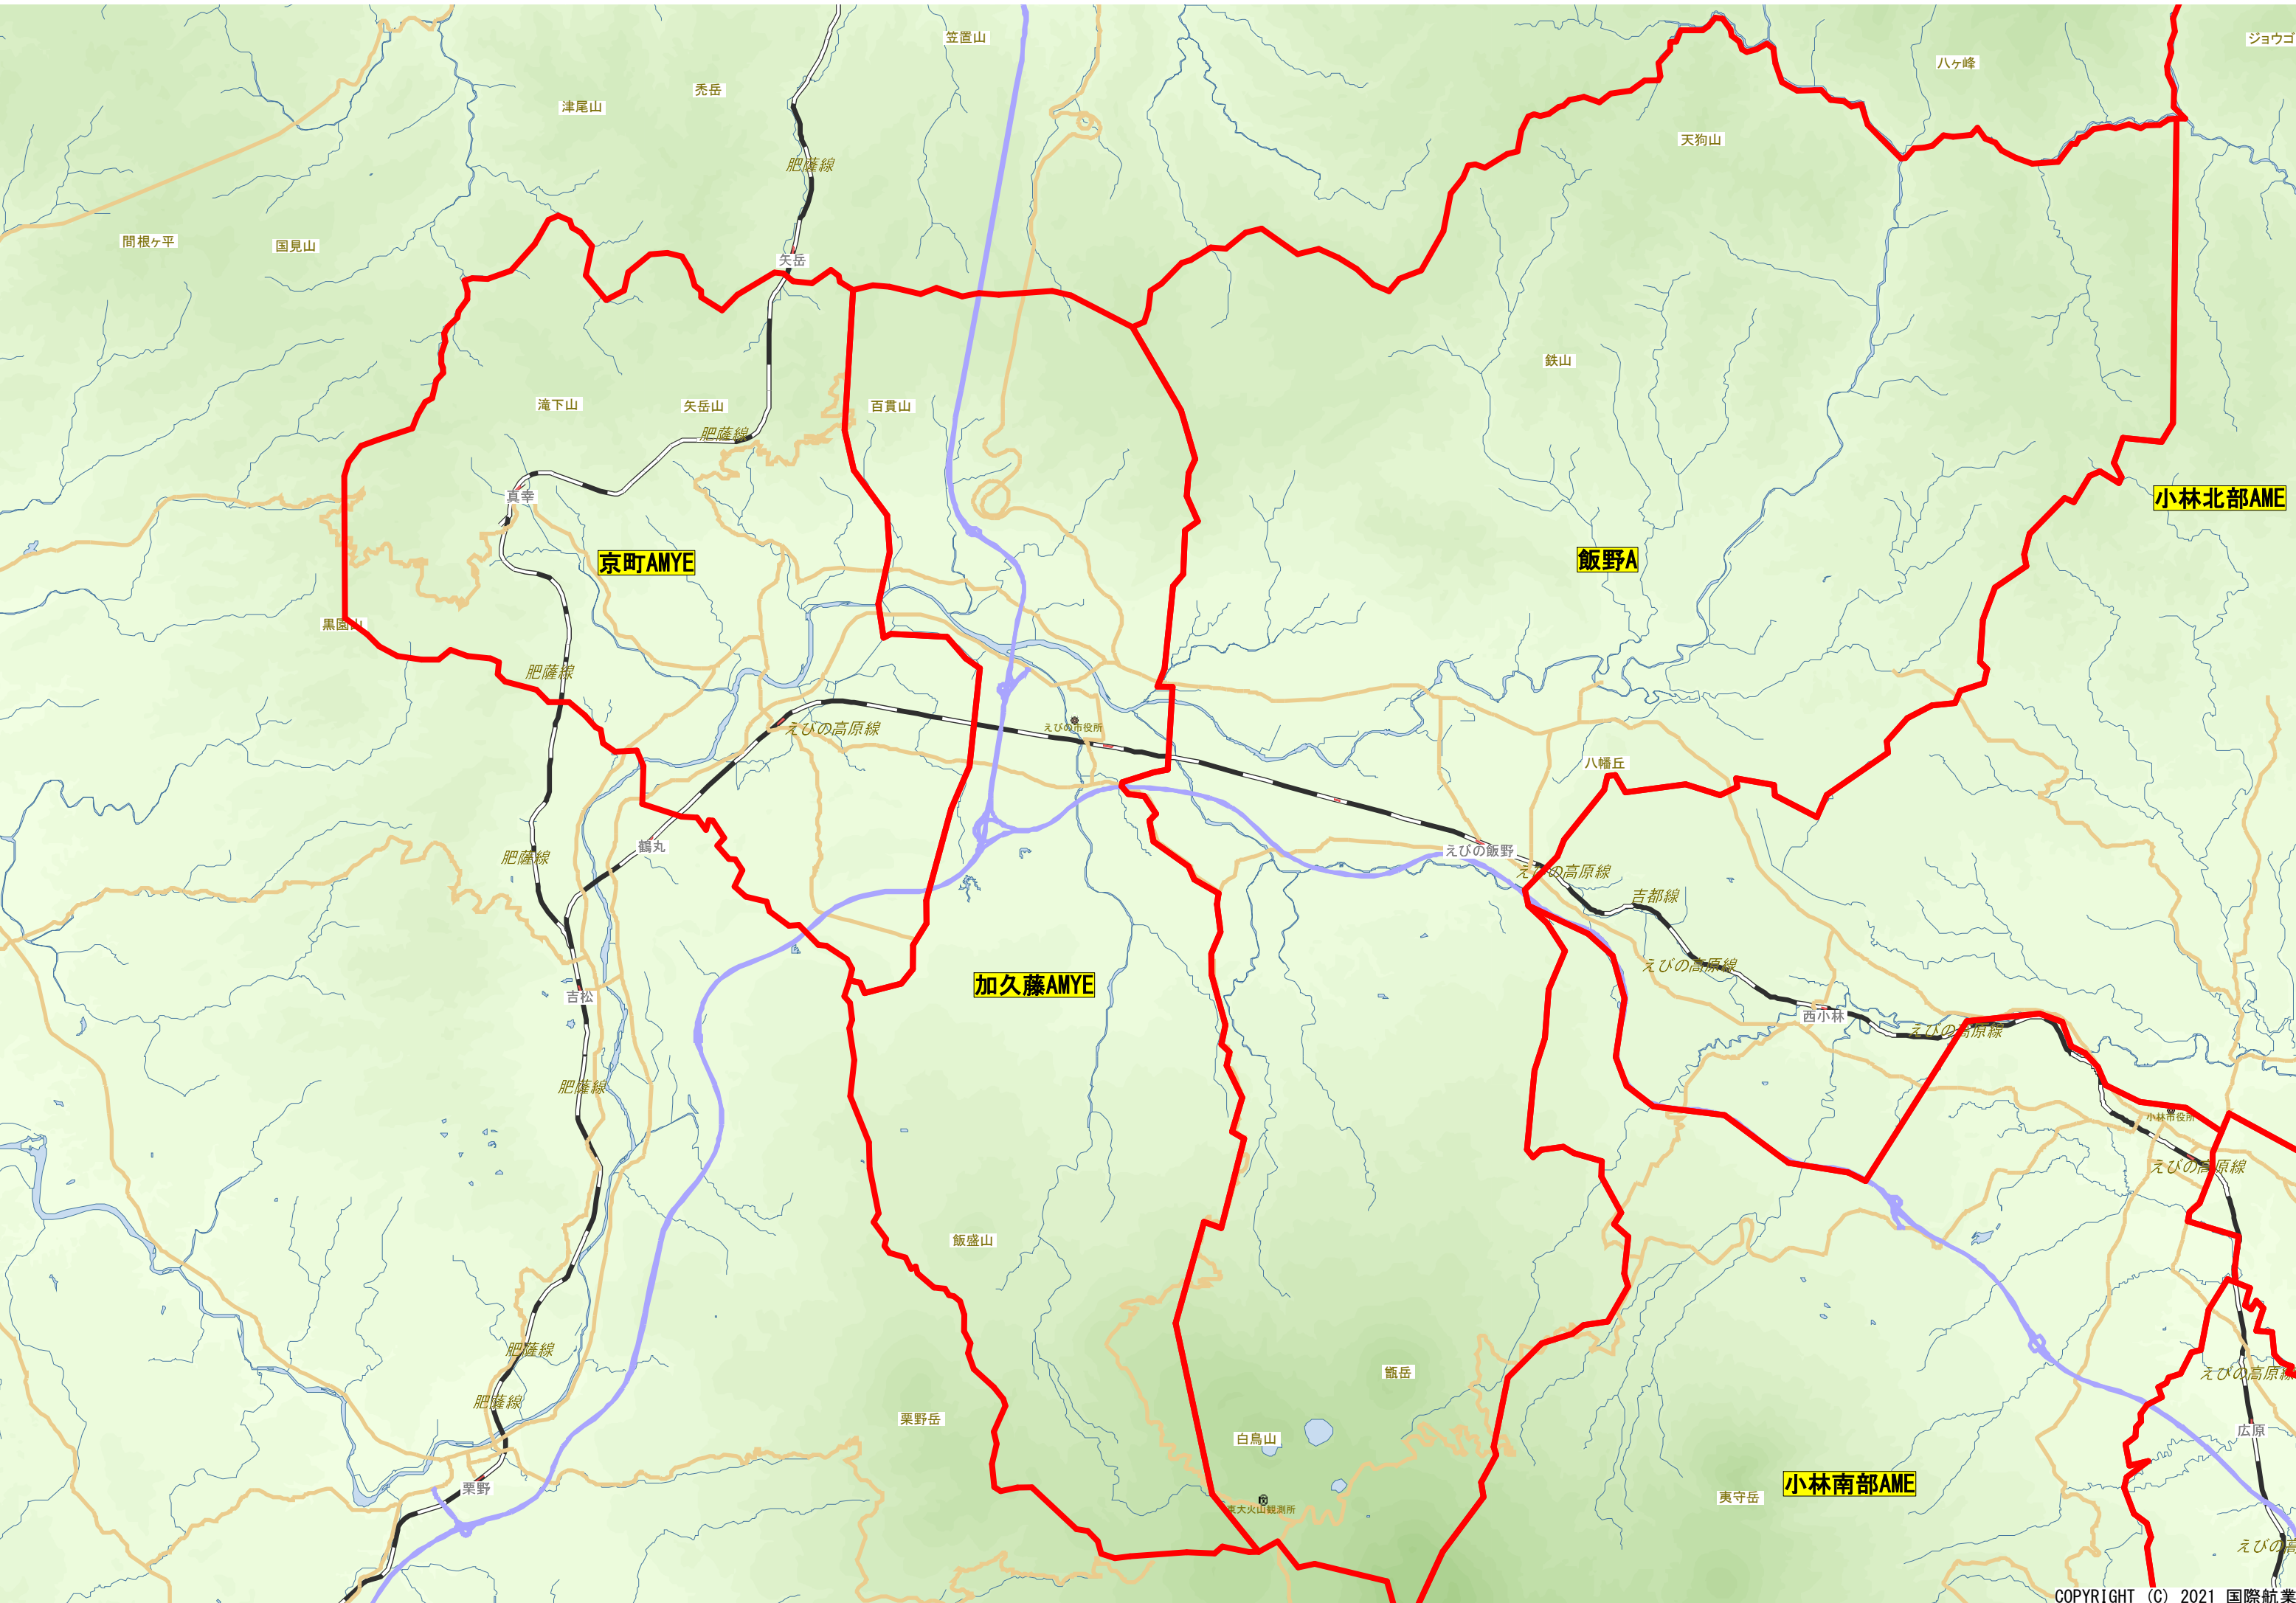 笠置山
ジョウゴ
八ヶ峰
禿岳
津尾山
天狗山
肥薩線
間根ヶ平
国見山
矢岳
鉄山
滝下山
矢岳山
百貫山
肥薩線
真幸
小林北部AME
京町AMYE
飯野A
黒園山
肥薩線
えびの高原線
えびの市役所
八幡丘
鶴丸
肥薩線
えびの飯野
えびの高原線
吉都線
えびの高原線
加久藤AMYE
吉松
西小林
えびの高原線
肥薩線
小林市役所
えびの高原線
飯盛山
肥薩線
甑岳
えびの高原線
肥薩線
栗野岳
白鳥山
広原
栗野
小林南部AME
夷守岳
東大火山観測所
えびの高
COPYRIGHT (C) 2021 国際航業